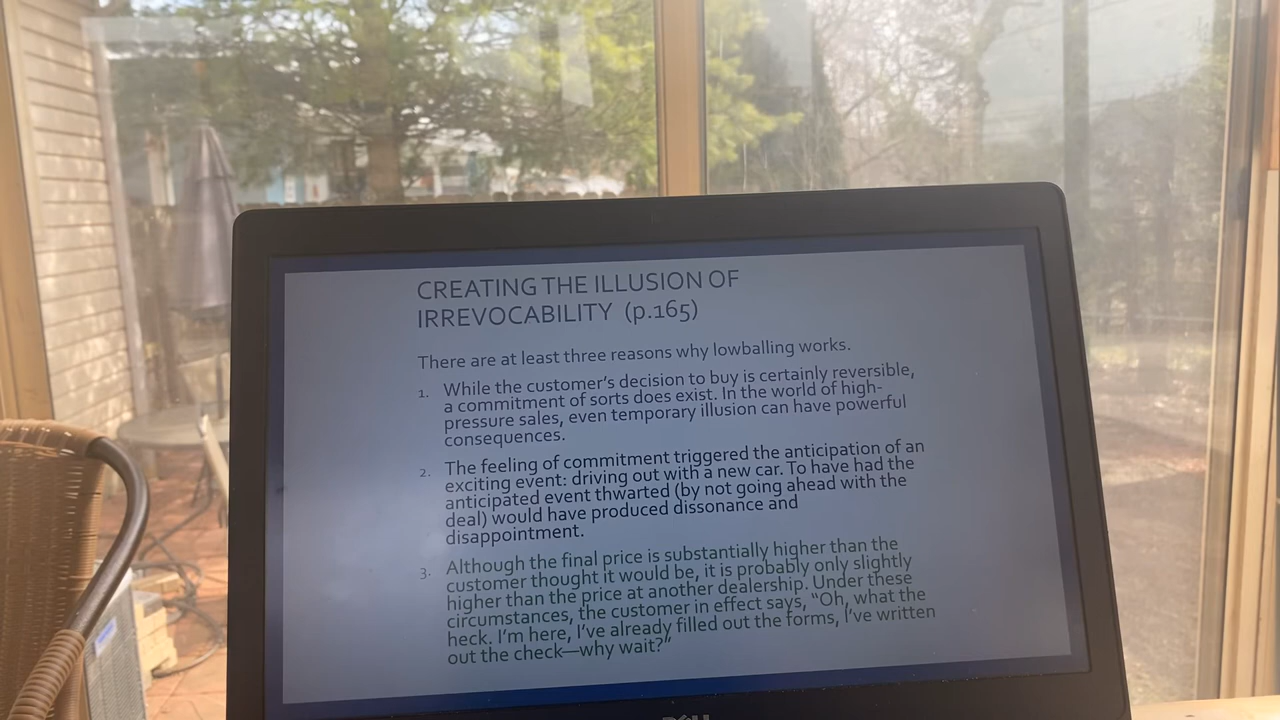 CREATING THE ILLUSION OF
IRREVOCABILITY (p.165)
There are at least three reasons why lowballing works.
1. While the customer's decision to buy is certainly reversible,
a commitment of sorts does exist. In the world of high-
pressure sales, even temporary illusion can have powerful
consequences.
2. The feeling of commitment triggered the anticipation of an
exciting event: driving out with a new car. To have had the
anticipated event thwarted (by not going ahead with the
deal) would have produced dissonance and
disappointment.
3. Although the final price is substantially higher than the
customer thought it would be, it is probably only slightly
higher than the price at another dealership. Under these
circumstances, the customer in effect says, "Oh, what the
heck. I'm here, I've already filled out the forms, I've written
out the check—why wait?"
DELL